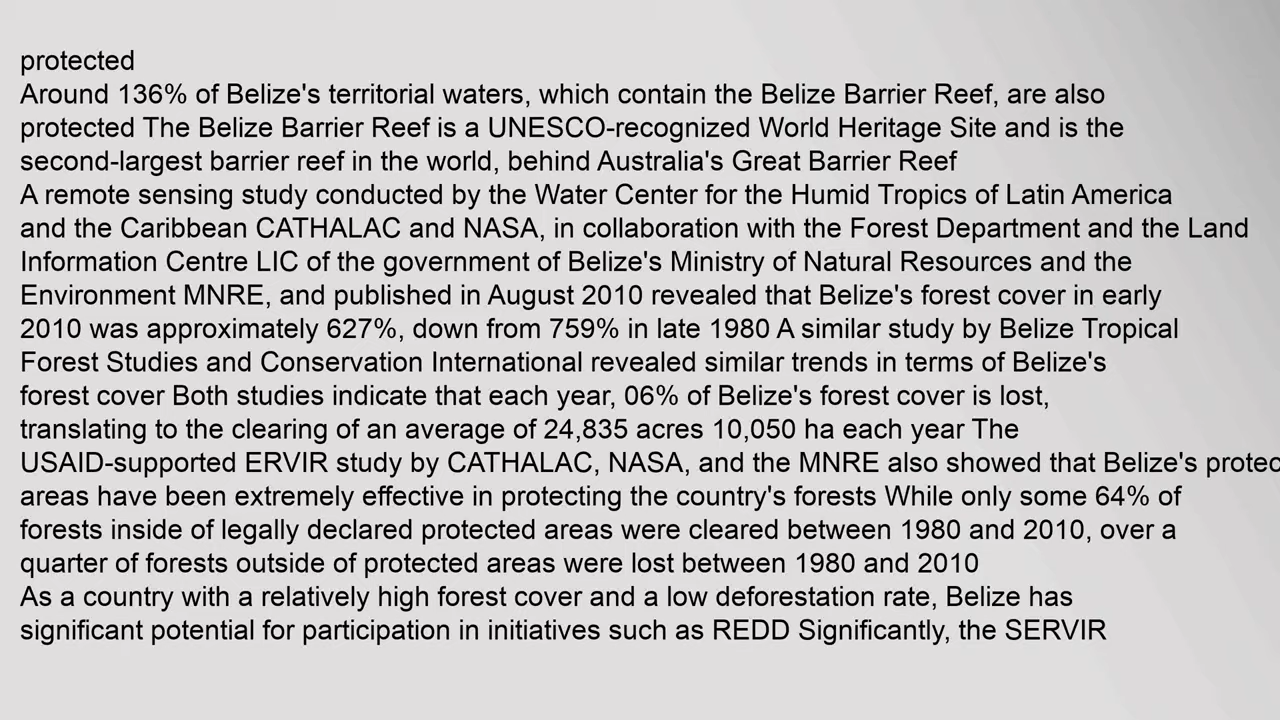 protected
Around 136% of Belize's territorial waters, which contain the Belize Barrier Reef, are also
protected The Belize Barrier Reef is a UNESCO-recognized World Heritage Site and is the
second-largest barrier reef in the world, behind Australia's Great Barrier Reef
A remote sensing study conducted by the Water Center for the Humid Tropics of Latin America
and the Caribbean CATHALAC and NASA, in collaboration with the Forest Department and the Land
Information Centre LIC of the government of Belize's Ministry of Natural Resources and the
Environment MNRE, and published in August 2010 revealed that Belize's forest cover in early
2010 was approximately 627%, down from 759% in late 1980 A similar study by Belize Tropical
Forest Studies and Conservation International revealed similar trends in terms of Belize's
forest cover Both studies indicate that each year, 06% of Belize's forest cover is lost,
translating to the clearing of an average of 24,835 acres 10,050 ha each year The
USAID-supported ERVIR study by CATHALAC, NASA, and the MNRE also showed that Belize's protec
areas have been extremely effective in protecting the country's forests While only some 64% of
forests inside of legally declared protected areas were cleared between 1980 and 2010, over a
quarter of forests outside of protected areas were lost between 1980 and 2010
As a country with a relatively high forest cover and a low deforestation rate, Belize has
significant potential for participation in initiatives such as REDD Significantly, the SERVIR